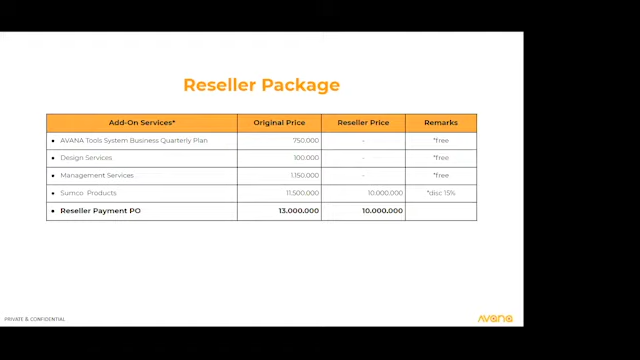 Reseller Package
Add-On Services* Original Price Reseller Price Remarks
• AVANA Tools System Business Quarterly Plan 750.000 - *free
• Design Services 100.000 - *free
• Management Services 1.150.000 - *free
• Sumco Products 11.500.000 10.000.000 *disc 15%
• Reseller Payment PO 13.000.000 10.000.000
PRIVATE & CONFIDENTIAL
avana